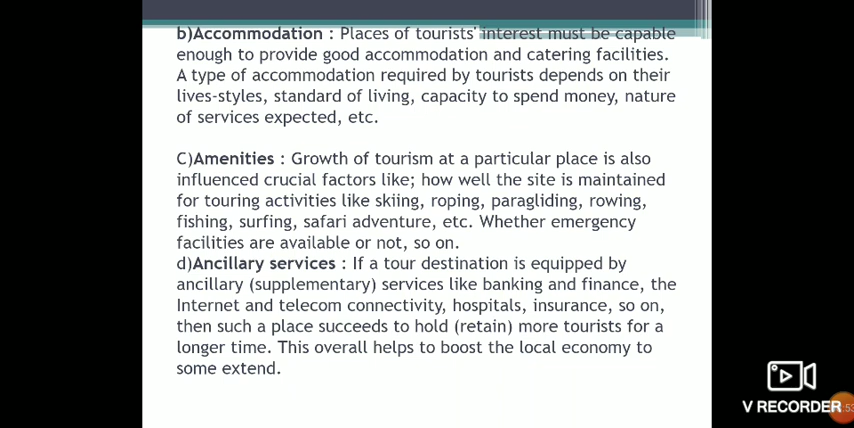 b)Accommodation : Places of tourists' interest must be capable
enough to provide good accommodation and catering facilities.
A type of accommodation required by tourists depends on their
lives-styles, standard of living, capacity to spend money, nature
of services expected, etc.
C)Amenities : Growth of tourism at a particular place is also
influenced crucial factors like; how well the site is maintained
for touring activities like skiing, roping, paragliding, rowing,
fishing, surfing, safari adventure, etc. Whether emergency
facilities are available or not, so on.
d)Ancillary services : If a tour destination is equipped by
ancillary (supplementary) services like banking and finance, the
Internet and telecom connectivity, hospitals, insurance, so on,
then such a place succeeds to hold (retain) more tourists for a
longer time. This overall helps to boost the local economy to
some extend.
V RECORDER